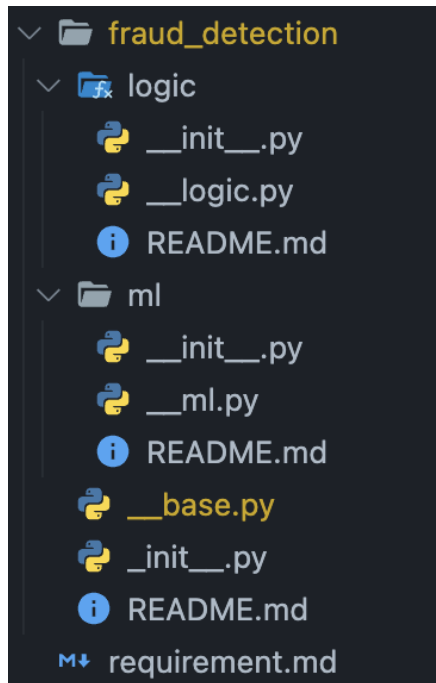 fraud_detection
logic
__init__.py
__logic.py
README.md
ml
__init__.py
__ml.py
README.md
__base.py
_init__.py
README.md
requirement.md